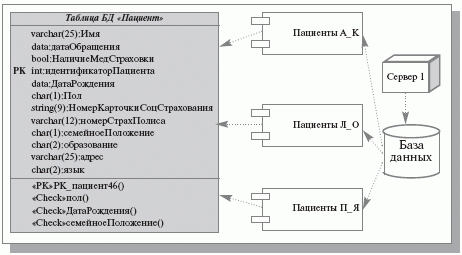 Таблица БД «Пациент»
varchar(25):Имя
data:датаОбращения
bool:НаличиеМедСтраховки
PK int:идентификаторПациента
data:ДатаРождения
char(1):Пол
string(9):НомерКарточкиСоцСтрахования
varchar(12):номерСтрахПолиса
char(1):семейноеПоложение
char(2):образование
varchar(25):адрес
char(2):язык
«PK»PK_пациент46()
«Check»пол()
«Check»ДатаРождения()
«Check»семейноеПоложение()
Пациенты А_К
Пациенты Л_О
Пациенты П_Я
Сервер 1
База
данных